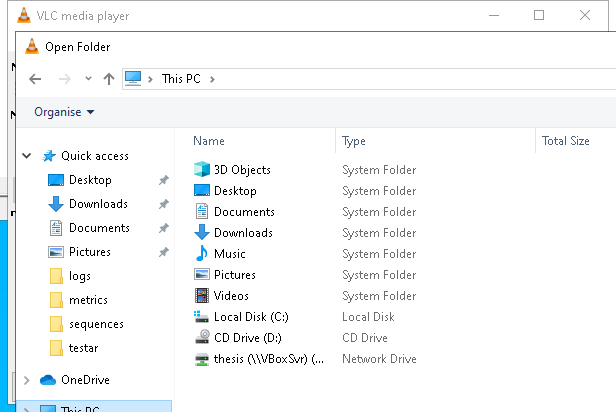 VLC media player
Open Folder
This PC
Organise
Name Type Total Size
Quick access
Desktop
Downloads
Documents
Pictures
logs
metrics
sequences
testar
OneDrive
This PC
3D Objects System Folder
Desktop System Folder
Documents System Folder
Downloads System Folder
Music System Folder
Pictures System Folder
Videos System Folder
Local Disk (C:) Local Disk
CD Drive (D:) CD Drive
thesis (\\VBoxSvr) (... Network Drive